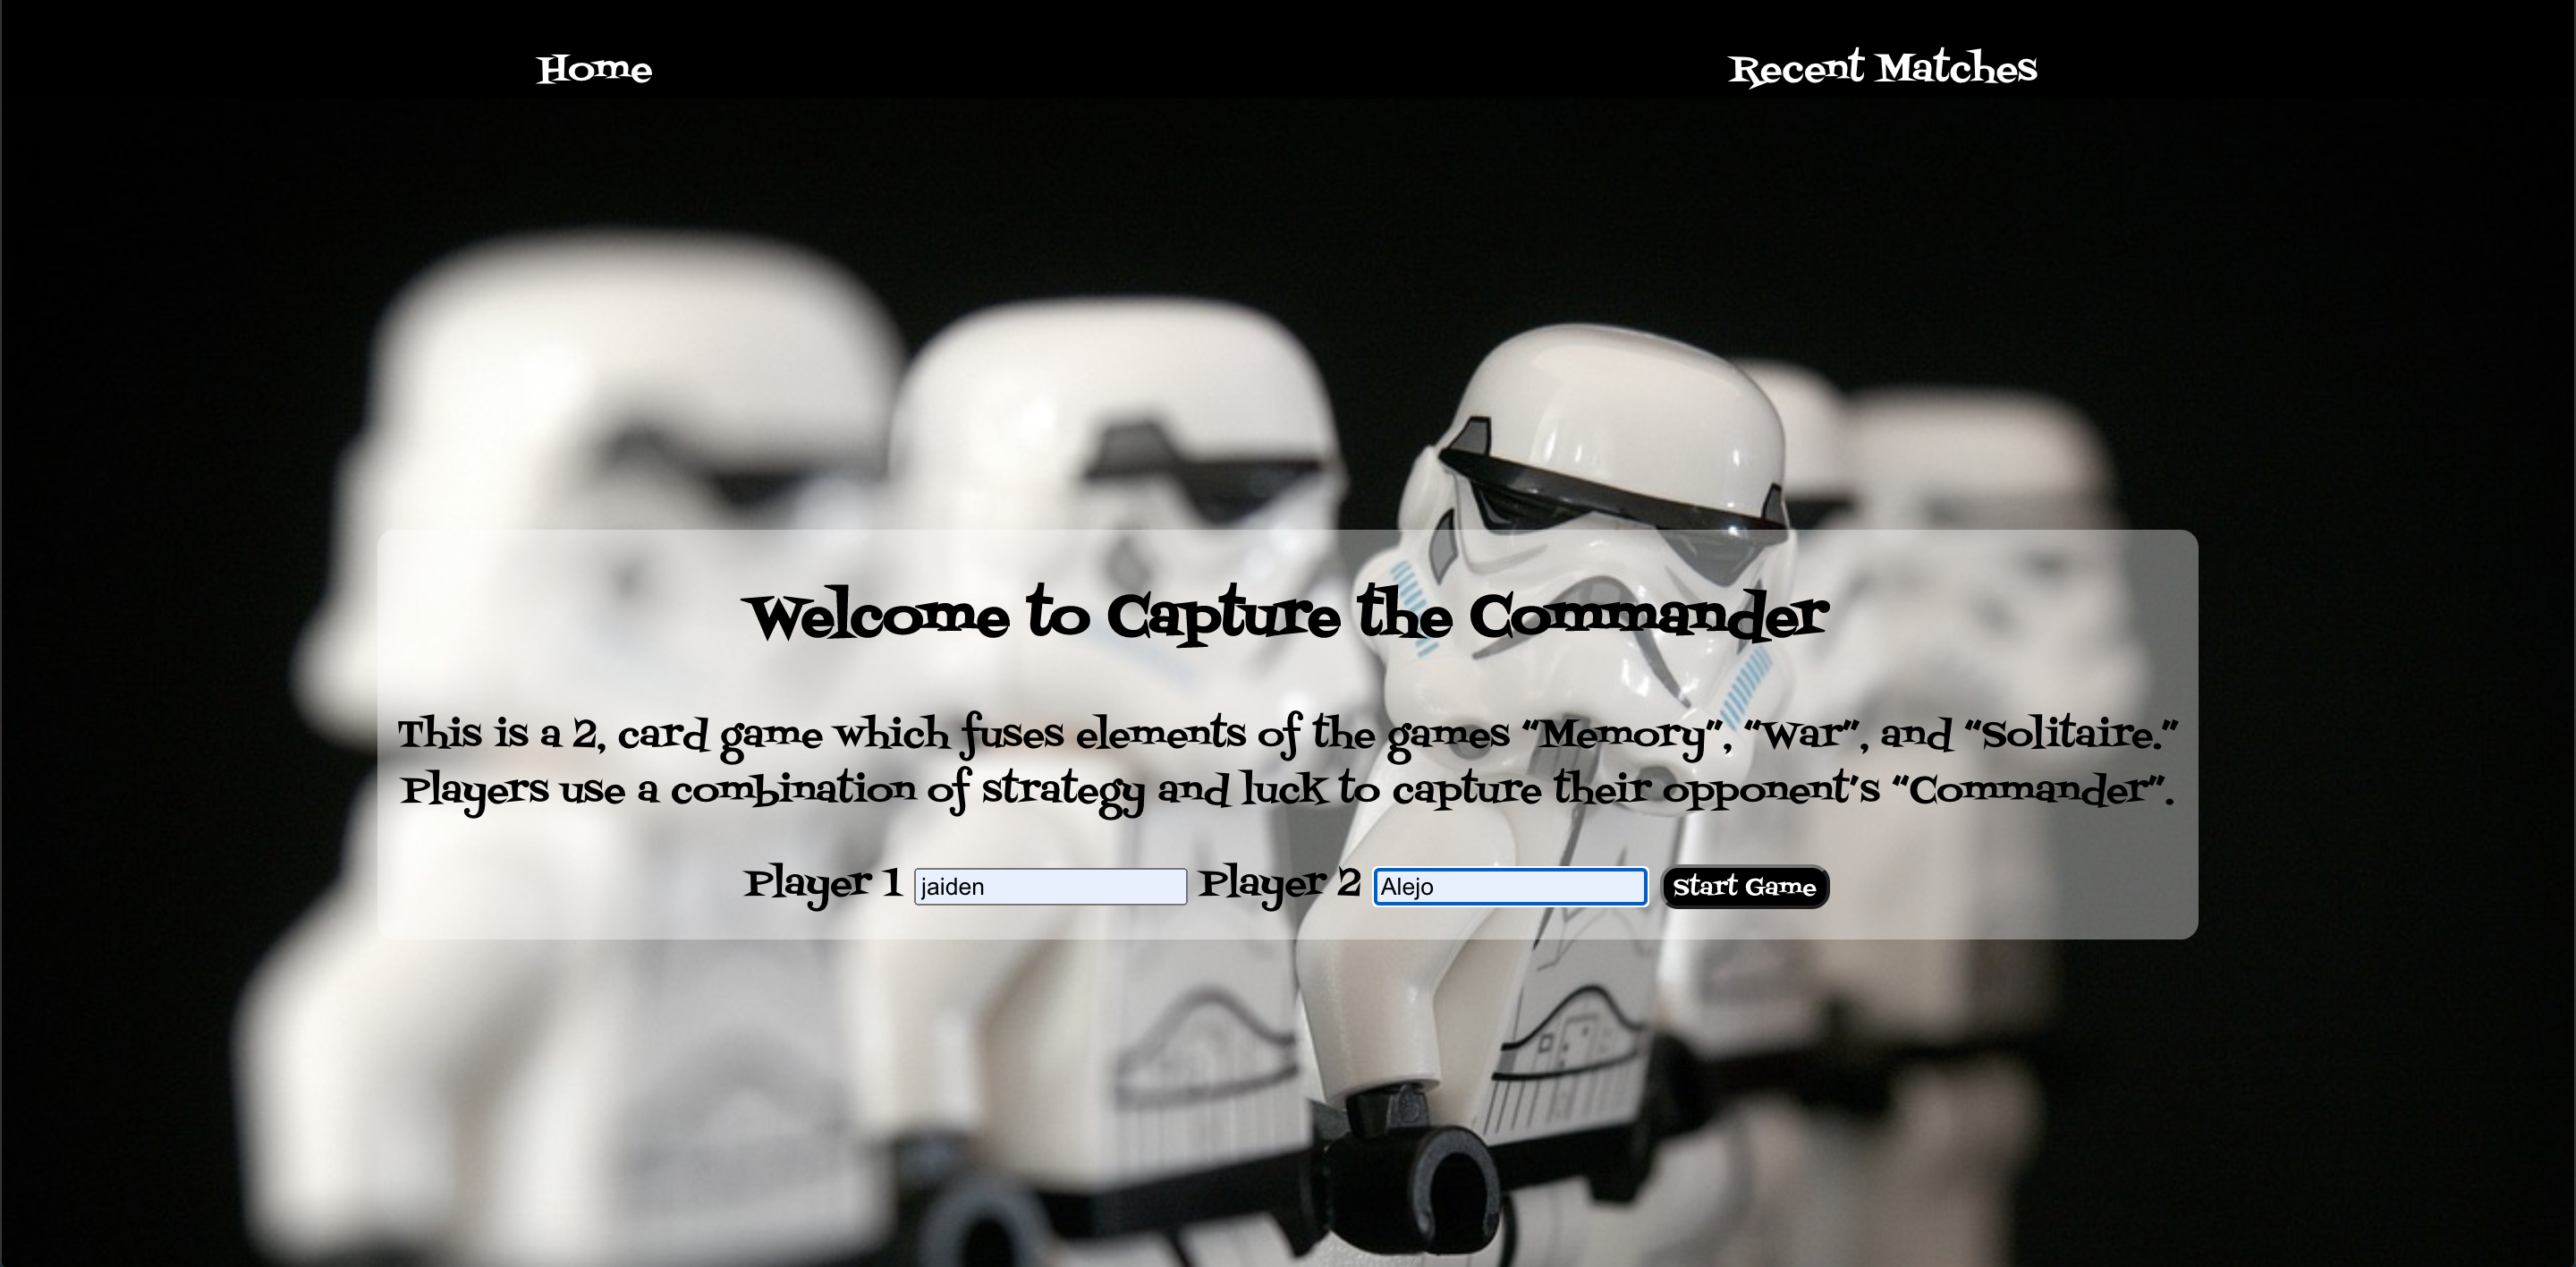 Home
Recent Matches
Welcome to Capture the Commander
This is a 2, card game which fuses elements of the games “Memory”, “War”, and “Solitaire.”
Players use a combination of strategy and luck to capture their opponent's “Commander”.
Player 1 jaiden Player 2 Alejo Start Game